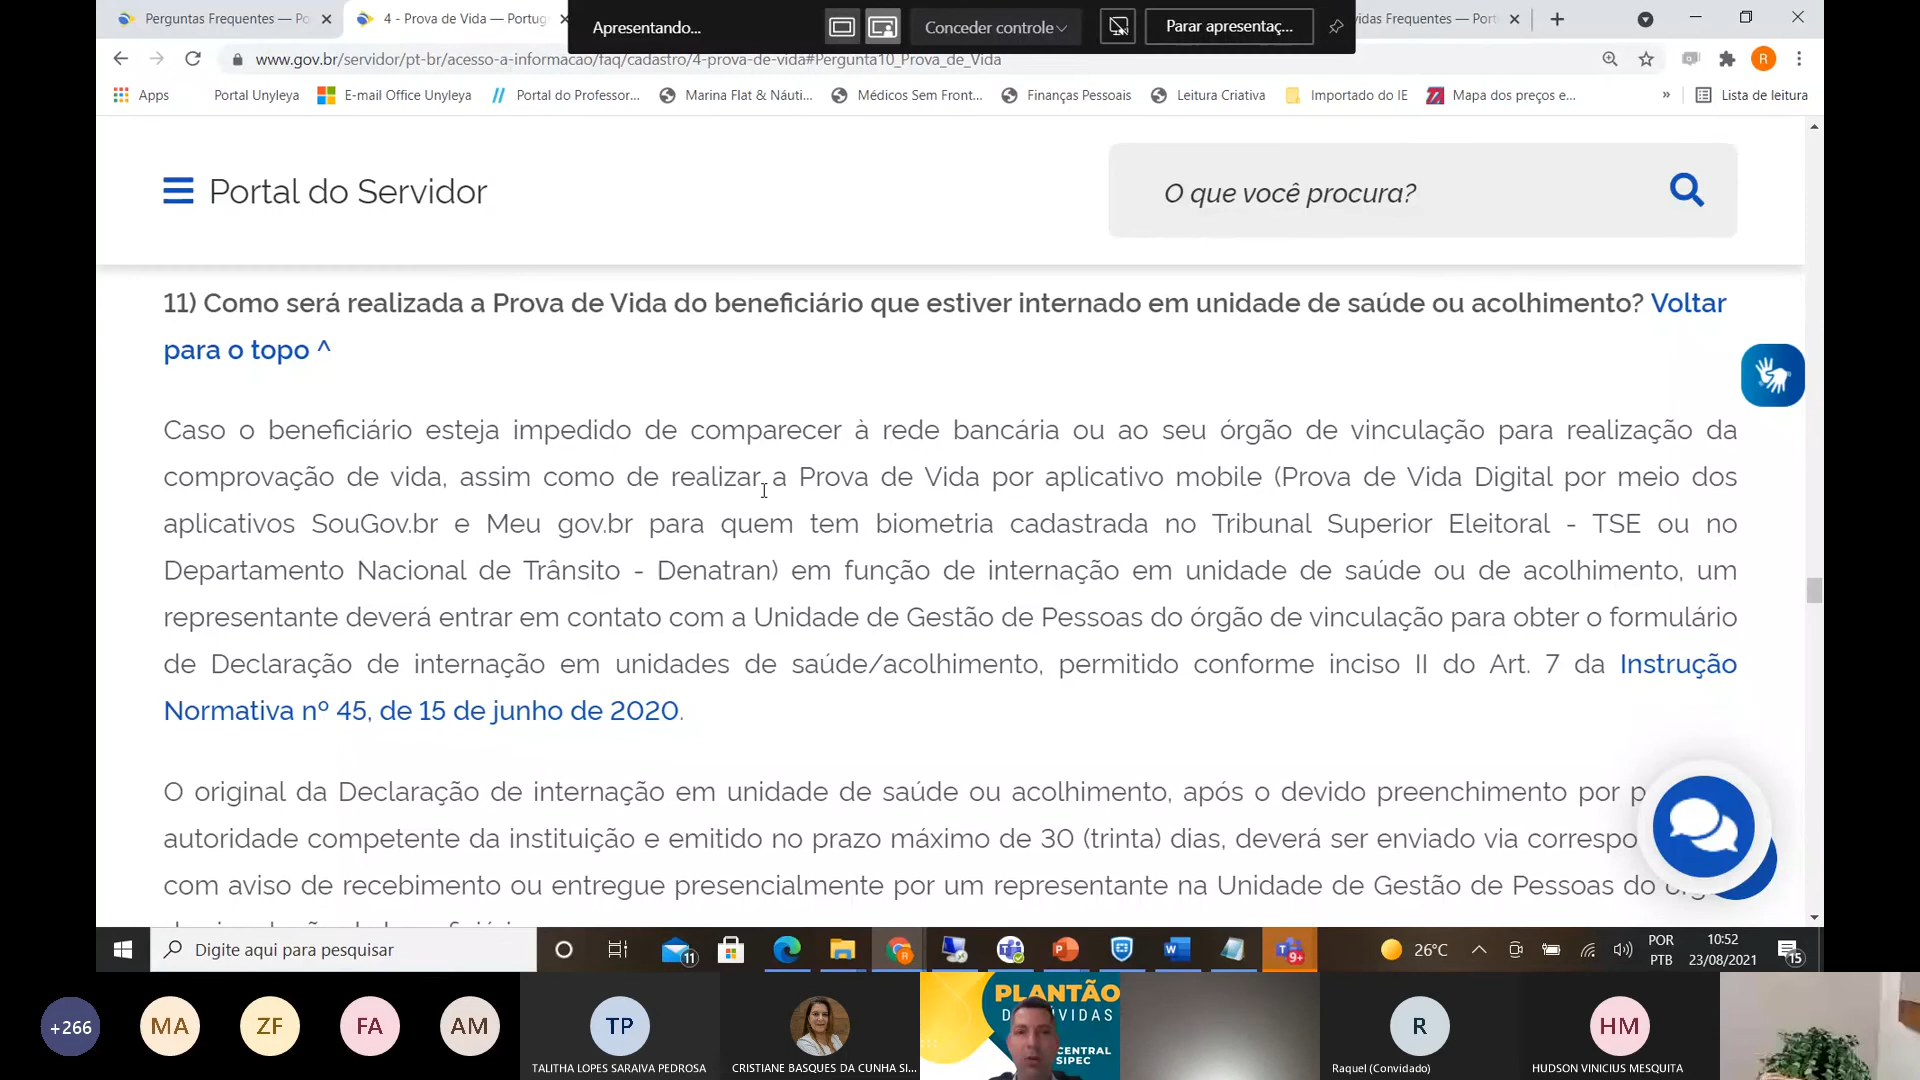 Perguntas Frequentes — Po
4 - Prova de Vida — Portug
Apresentando...
Conceder controle
Parar apresentaç...
vidas Frequentes — Port
www.gov.br/servidor/pt-br/acesso-a-informacao/faq/cadastro/4-prova-de-vida#Pergunta10_Prova_de_Vida
R
Apps
Portal Unyleya
E-mail Office Unyleya
Portal do Professor...
Marina Flat & Náuti...
Médicos Sem Front...
Finanças Pessoais
Leitura Criativa
Importado do IE
Mapa dos preços e...
»
Lista de leitura
Portal do Servidor
O que você procura?
11) Como será realizada a Prova de Vida do beneficiário que estiver internado em unidade de saúde ou acolhimento? Voltar
para o topo ^
Caso o beneficiário esteja impedido de comparecer à rede bancária ou ao seu órgão de vinculação para realização da
comprovação de vida, assim como de realizar a Prova de Vida por aplicativo mobile (Prova de Vida Digital por meio dos
aplicativos SouGov.br e Meu gov.br para quem tem biometria cadastrada no Tribunal Superior Eleitoral - TSE ou no
Departamento Nacional de Trânsito - Denatran) em função de internação em unidade de saúde ou de acolhimento, um
representante deverá entrar em contato com a Unidade de Gestão de Pessoas do órgão de vinculação para obter o formulário
de Declaração de internação em unidades de saúde/acolhimento, permitido conforme inciso II do Art. 7 da Instrução
Normativa nº 45, de 15 de junho de 2020.
O original da Declaração de internação em unidade de saúde ou acolhimento, após o devido preenchimento por p
autoridade competente da instituição e emitido no prazo máximo de 30 (trinta) dias, deverá ser enviado via correspo
com aviso de recebimento ou entregue presencialmente por um representante na Unidade de Gestão de Pessoas do
Digite aqui para pesquisar
11
9+
26°C
POR
PTB
10:52
23/08/2021
15
+266
MA
ZF
FA
AM
TP
TALITHA LOPES SARAIVA PEDROSA
CRISTIANE BASQUES DA CUNHA SI...
PLANTÃO
CENTRAL
SIPEC
R
Raquel (Convidado)
HM
HUDSON VINICIUS MESQUITA